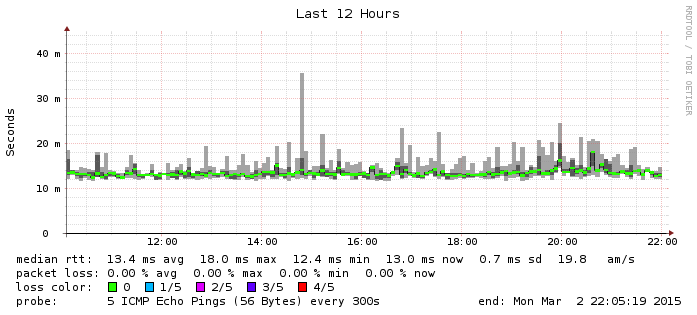 Last 12 Hours
RRDTOOL / TOBI OETIKER
Seconds
40 m
30 m
20 m
10 m
0
12:00 14:00 16:00 18:00 20:00 22:00
median rtt: 13.4 ms avg 18.0 ms max 12.4 ms min 13.0 ms now 0.7 ms sd 19.8 am/s
packet loss: 0.00 % avg 0.00 % max 0.00 % min 0.00 % now
loss color: 0 1/5 2/5 3/5 4/5
probe: 5 ICMP Echo Pings (56 Bytes) every 300s end: Mon Mar 2 22:05:19 2015